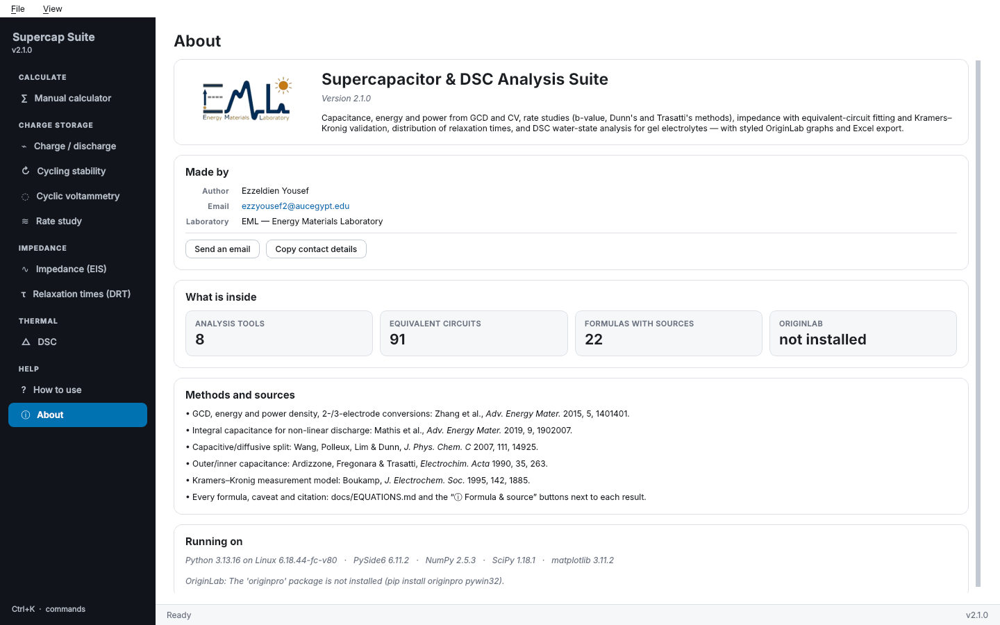 File View
Supercap Suite
v2.1.0
CALCULATE
∑ Manual calculator
CHARGE STORAGE
⌁ Charge / discharge
↻ Cycling stability
◌ Cyclic voltammetry
≋ Rate study
IMPEDANCE
∿ Impedance (EIS)
τ Relaxation times (DRT)
THERMAL
△ DSC
HELP
? How to use
ⓘ About
Ctrl+K · commands
About
EML
Energy Materials Laboratory
Supercapacitor & DSC Analysis Suite
Version 2.1.0
Capacitance, energy and power from GCD and CV, rate studies (b-value, Dunn's and Trasatti's methods), impedance with equivalent-circuit fitting and Kramers–
Kronig validation, distribution of relaxation times, and DSC water-state analysis for gel electrolytes — with styled OriginLab graphs and Excel export.
Made by
Author Ezzeldien Yousef
Email ezzyousef2@aucegypt.edu
Laboratory EML — Energy Materials Laboratory
Send an email Copy contact details
What is inside
ANALYSIS TOOLS
8
EQUIVALENT CIRCUITS
91
FORMULAS WITH SOURCES
22
ORIGINLAB
not installed
Methods and sources
• GCD, energy and power density, 2-/3-electrode conversions: Zhang et al., Adv. Energy Mater. 2015, 5, 1401401.
• Integral capacitance for non-linear discharge: Mathis et al., Adv. Energy Mater. 2019, 9, 1902007.
• Capacitive/diffusive split: Wang, Polleux, Lim & Dunn, J. Phys. Chem. C 2007, 111, 14925.
• Outer/inner capacitance: Ardizzone, Fregonara & Trasatti, Electrochim. Acta 1990, 35, 263.
• Kramers–Kronig measurement model: Boukamp, J. Electrochem. Soc. 1995, 142, 1885.
• Every formula, caveat and citation: docs/EQUATIONS.md and the “ⓘ Formula & source” buttons next to each result.
Running on
Python 3.13.16 on Linux 6.18.44-fc-v80 · PySide6 6.11.2 · NumPy 2.5.3 · SciPy 1.18.1 · matplotlib 3.11.2
OriginLab: The 'originpro' package is not installed (pip install originpro pywin32).
Ready v2.1.0